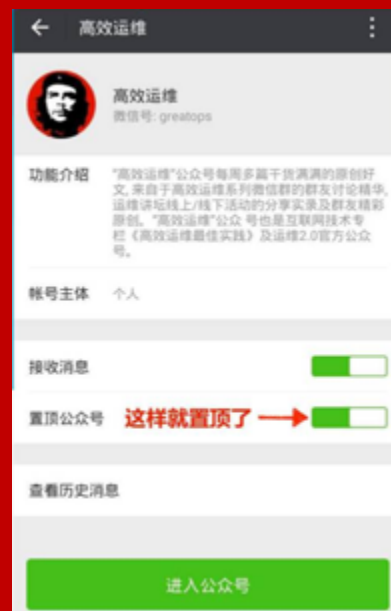 高效运维
高效运维
微信号: greatops
功能介绍
“高效运维”公众号每周多篇干货满满的原创好
文, 来自于高效运维系列微信群的群友讨论精华,
运维讲坛线上/线下活动的分享实录及群友精彩
原创。“高效运维”公众 号也是互联网技术专
栏《高效运维最佳实践》及运维2.0官方公众
号。
帐号主体 个人
接收消息
置顶公众号 这样就置顶了
查看历史消息
进入公众号